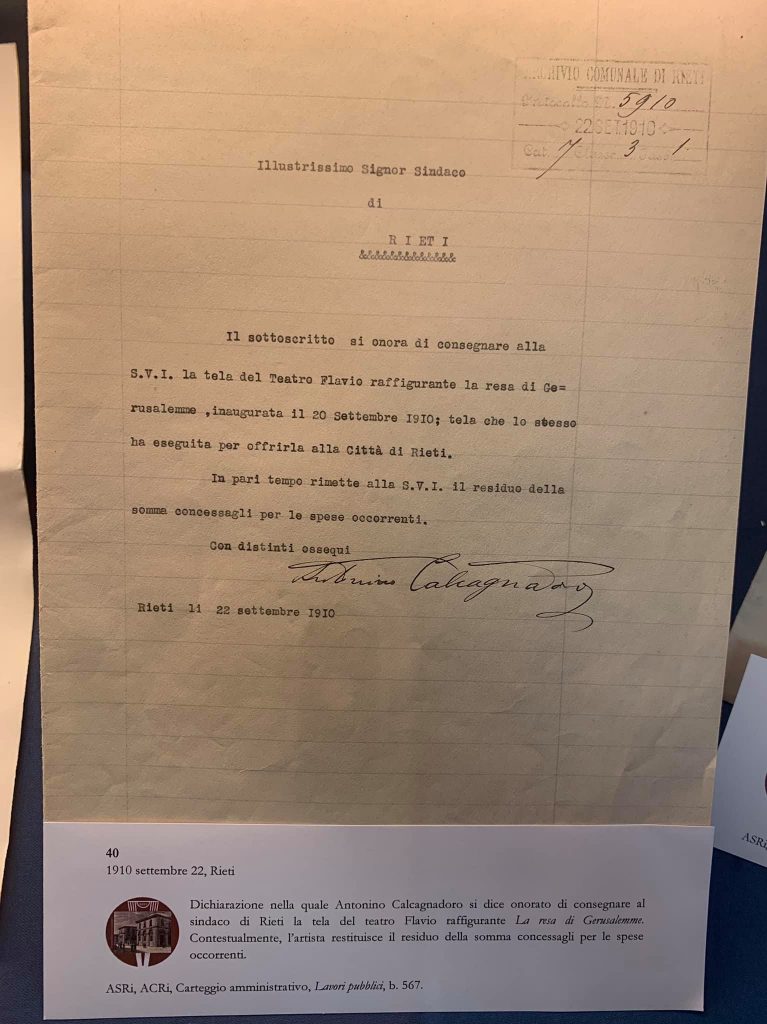 ARCHIVIO COMUNALE DI RIETI
Protocollo N. 5910
22 SET. 1910
Cat. 7 Classe 3 Fasc. 1.
Illustrissimo Signor Sindaco
di
R I ET I
&&&&&&&&&&&&&&&
Il sottoscritto si onora di consegnare alla
S.V.I. la tela del Teatro Flavio raffigurante la resa di Ge=
rusalemme ,inaugurata il 20 Settembre I9I0; tela che lo stesso
ha eseguita per offrirla alla Città di Rieti.
In pari tempo rimette alla S.V.I. il residuo della
somma concessagli per le spese occorrenti.
Con distinti ossequi
Antonino Calcagnadoro
Rieti li 22 settembre I9I0
40
1910 settembre 22, Rieti
Dichiarazione nella quale Antonino Calcagnadoro si dice onorato di consegnare al
sindaco di Rieti la tela del teatro Flavio raffigurante La resa di Gerusalemme.
Contestualmente, l'artista restituisce il residuo della somma concessagli per le spese
occorrenti.
ASRi, ACRi, Carteggio amministrativo, Lavori pubblici, b. 567.
ASRi,